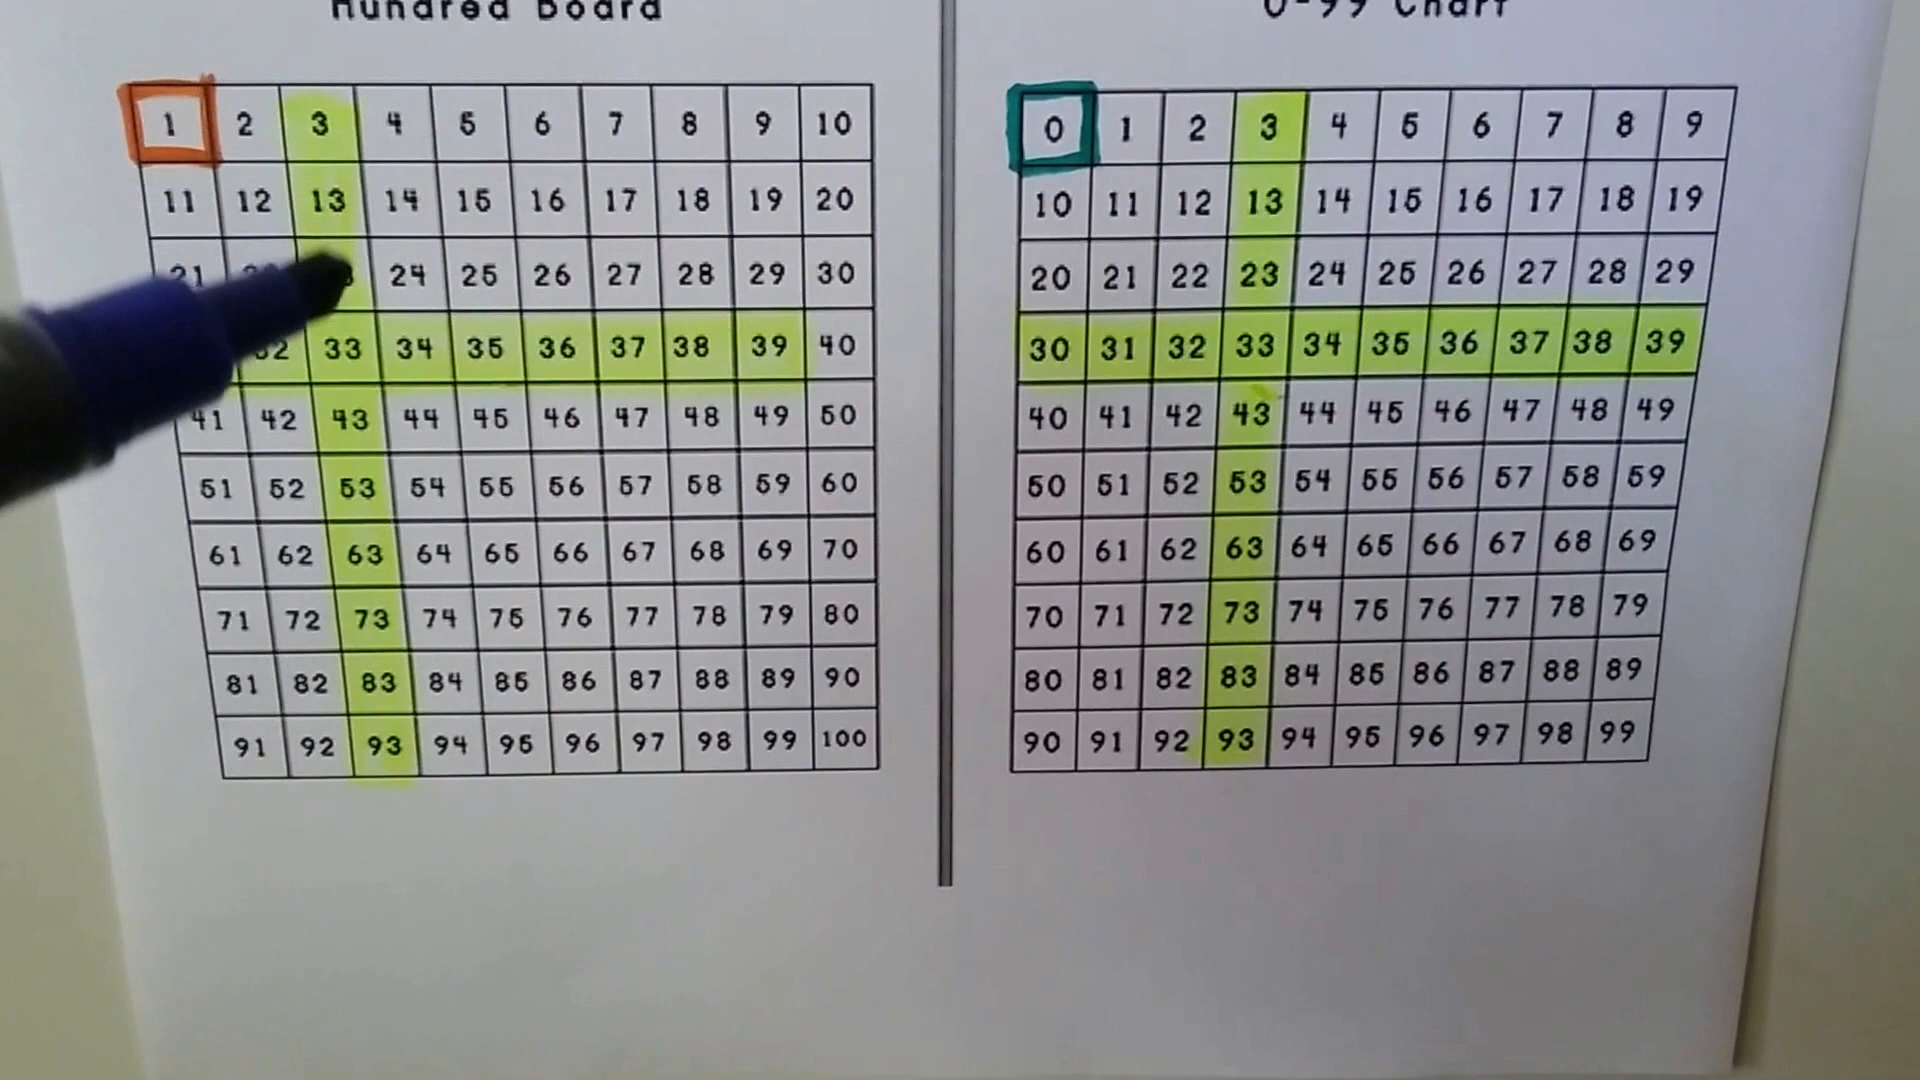 Hundred Board
1 2 3 4 5 6 7 8 9 10
11 12 13 14 15 16 17 18 19 20
21 24 25 26 27 28 29 30
33 34 35 36 37 38 39 40
41 42 43 44 45 46 47 48 49 50
51 52 53 54 55 56 57 58 59 60
61 62 63 64 65 66 67 68 69 70
71 72 73 74 75 76 77 78 79 80
81 82 83 84 85 86 87 88 89 90
91 92 93 94 95 96 97 98 99 100
0-99 Chart
0 1 2 3 4 5 6 7 8 9
10 11 12 13 14 15 16 17 18 19
20 21 22 23 24 25 26 27 28 29
30 31 32 33 34 35 36 37 38 39
40 41 42 43 44 45 46 47 48 49
50 51 52 53 54 55 56 57 58 59
60 61 62 63 64 65 66 67 68 69
70 71 72 73 74 75 76 77 78 79
80 81 82 83 84 85 86 87 88 89
90 91 92 93 94 95 96 97 98 99